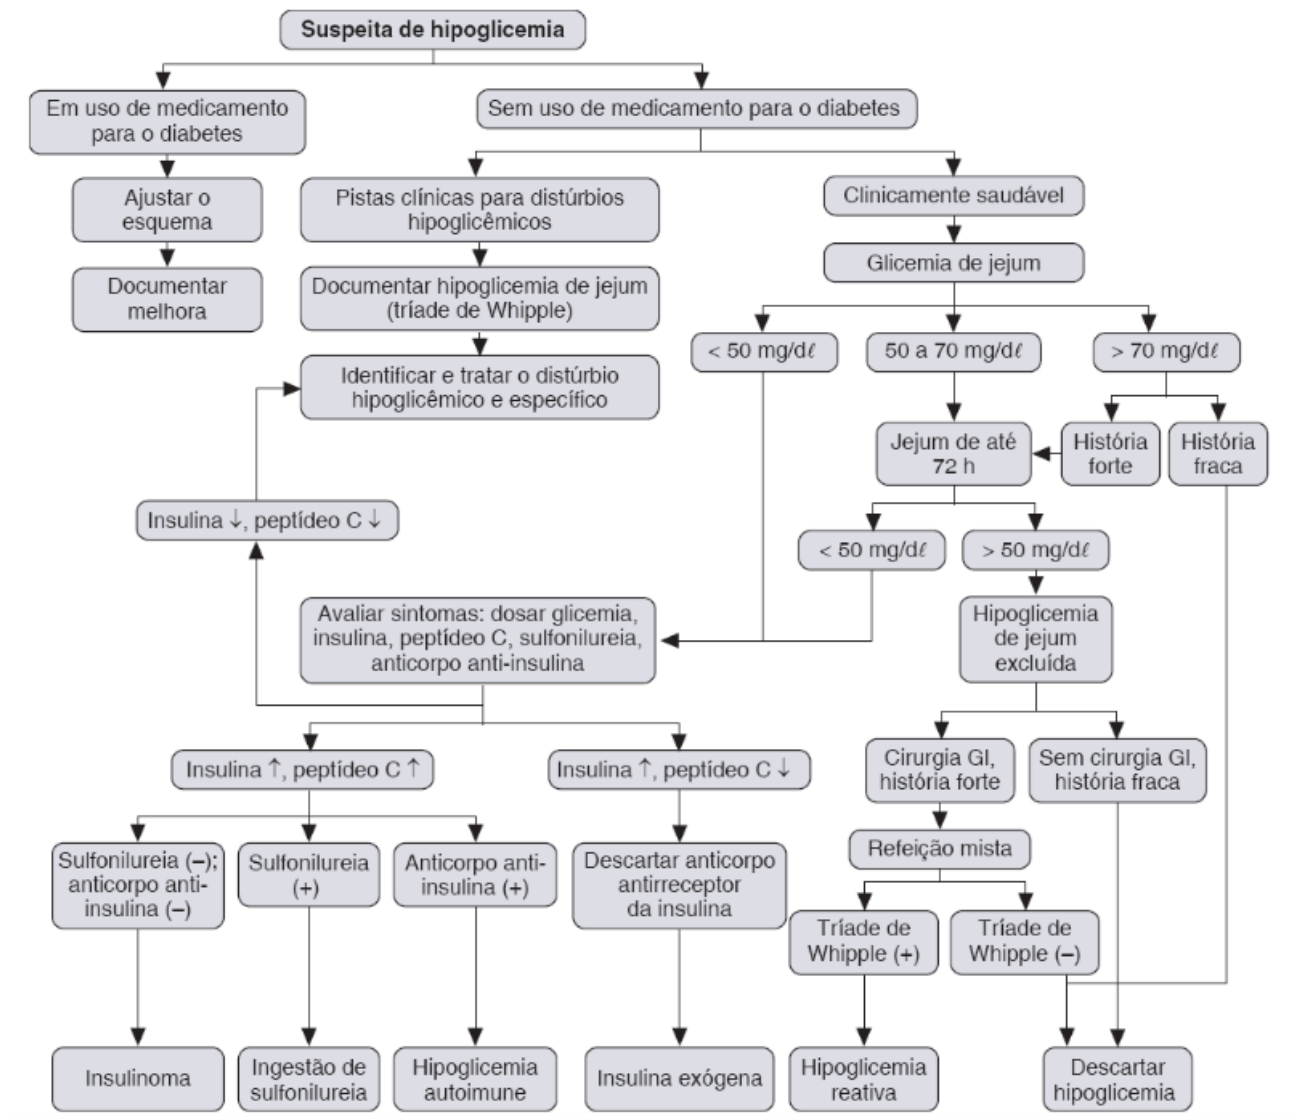 Suspeita de hipoglicemia
Em uso de medicamento
para o diabetes
Sem uso de medicamento para o diabetes
Ajustar o
esquema
Pistas clínicas para distúrbios
hipoglicêmicos
Clinicamente saudável
Documentar
melhora
Documentar hipoglicemia de jejum
(tríade de Whipple)
Glicemia de jejum
Identificar e tratar o distúrbio
hipoglicêmico e específico
< 50 mg/dℓ
50 a 70 mg/dℓ
> 70 mg/dℓ
Jejum de até
72 h
História
forte
História
fraca
Insulina ↓, peptídeo C ↓
< 50 mg/dℓ
> 50 mg/dℓ
Avaliar sintomas: dosar glicemia,
insulina, peptídeo C, sulfonilureia,
anticorpo anti-insulina
Hipoglicemia
de jejum
excluída
Insulina ↑, peptídeo C ↑
Insulina ↑, peptídeo C ↓
Cirurgia GI,
história forte
Sem cirurgia GI,
história fraca
Refeição mista
Sulfonilureia (–);
anticorpo anti-
insulina (–)
Sulfonilureia
(+)
Anticorpo anti-
insulina (+)
Descartar anticorpo
antirreceptor
da insulina
Tríade de
Whipple (+)
Tríade de
Whipple (–)
Insulinoma
Ingestão de
sulfonilureia
Hipoglicemia
autoimune
Insulina exógena
Hipoglicemia
reativa
Descartar
hipoglicemia